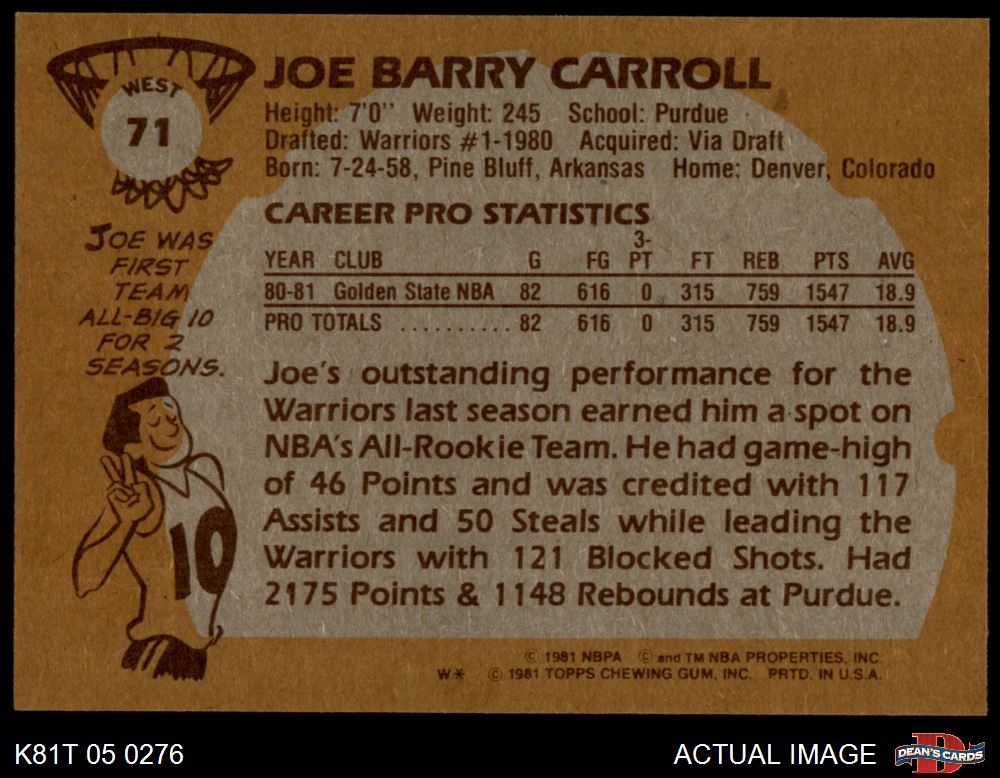 WEST
71
JOE BARRY CARROLL
Height: 7'0'' Weight: 245 School: Purdue
Drafted: Warriors #1-1980 Acquired: Via Draft
Born: 7-24-58, Pine Bluff, Arkansas Home: Denver, Colorado
JOE WAS
FIRST
TEAM
ALL-BIG 10
FOR 2
SEASONS.
10
CAREER PRO STATISTICS
YEAR CLUB G FG 3-PT FT REB PTS AVG
80-81 Golden State NBA 82 616 0 315 759 1547 18.9
PRO TOTALS .......... 82 616 0 315 759 1547 18.9
Joe's outstanding performance for the
Warriors last season earned him a spot on
NBA's All-Rookie Team. He had game-high
of 46 Points and was credited with 117
Assists and 50 Steals while leading the
Warriors with 121 Blocked Shots. Had
2175 Points & 1148 Rebounds at Purdue.
© 1981 NBPA © and TM NBA PROPERTIES, INC.
W* © 1981 TOPPS CHEWING GUM, INC. PRTD. IN U.S.A.
K81T 05 0276
ACTUAL IMAGE
D
DEAN'S CARDS